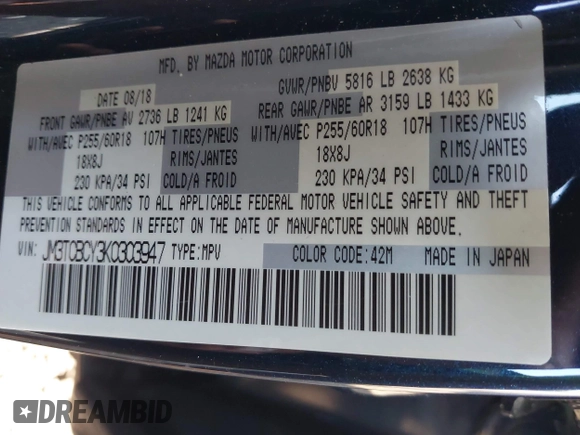 MFD. BY MAZDA MOTOR CORPORATION
DATE 08/18
GVWR/PNBV 5816 LB 2638 KG
FRONT GAWR/PNBE AV 2736 LB 1241 KG
REAR GAWR/PNBE AR 3159 LB 1433 KG
WITH/AVEC P255/60R18 107H TIRES/PNEUS
WITH/AVEC P255/60R18 107H TIRES/PNEUS
18X8J RIMS/JANTES
18X8J RIMS/JANTES
230 KPA/34 PSI COLD/A FROID
230 KPA/34 PSI COLD/A FROID
THIS VEHICLE CONFORMS TO ALL APPLICABLE FEDERAL MOTOR VEHICLE SAFETY AND THEFT
PREVENTION STANDARDS IN EFFECT ON THE DATE OF MANUFACTURE SHOWN ABOVE.
VIN: JM3TCBCY3K0303947 TYPE:MPV
COLOR CODE:42M MADE IN JAPAN
DREAMBID